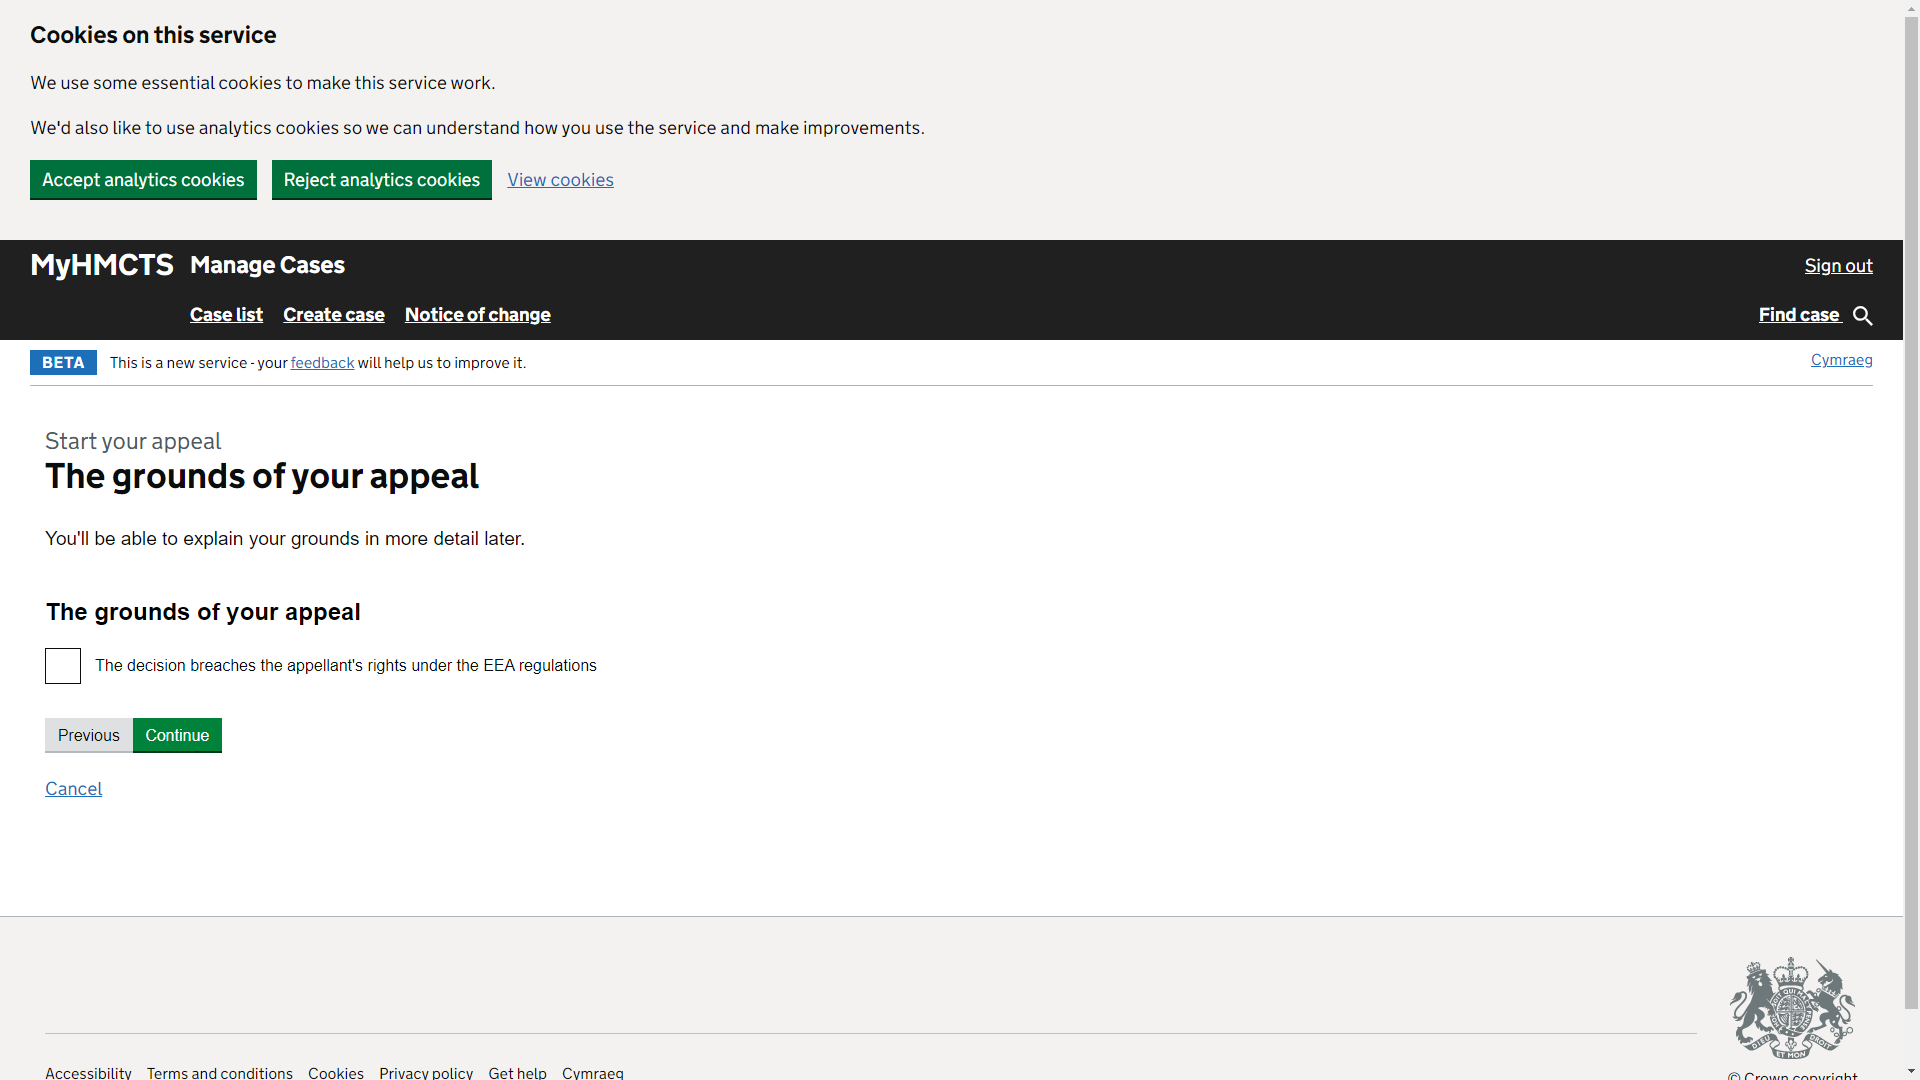 Cookies on this service
We use some essential cookies to make this service work.
We'd also like to use analytics cookies so we can understand how you use the service and make improvements.
Accept analytics cookies Reject analytics cookies View cookies
MyHMCTS Manage Cases Sign out
Case list Create case Notice of change Find case
BETA This is a new service - your feedback will help us to improve it. Cymraeg
Start your appeal
The grounds of your appeal
You'll be able to explain your grounds in more detail later.
The grounds of your appeal
The decision breaches the appellant's rights under the EEA regulations
Previous Continue
Cancel
Accessibility Terms and conditions Cookies Privacy policy Get help Cymraeg
© Crown copyright